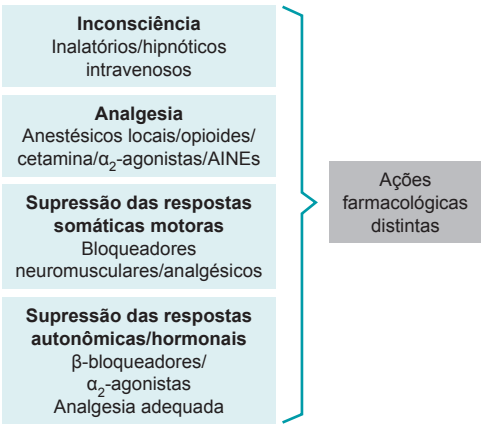 Inconsciência
Inalatórios/hipnóticos
intravenosos
Analgesia
Anestésicos locais/opioides/
cetamina/α₂-agonistas/AINEs
Supressão das respostas
somáticas motoras
Bloqueadores
neuromusculares/analgésicos
Supressão das respostas
autonômicas/hormonais
β-bloqueadores/
α₂-agonistas
Analgesia adequada
Ações
farmacológicas
distintas